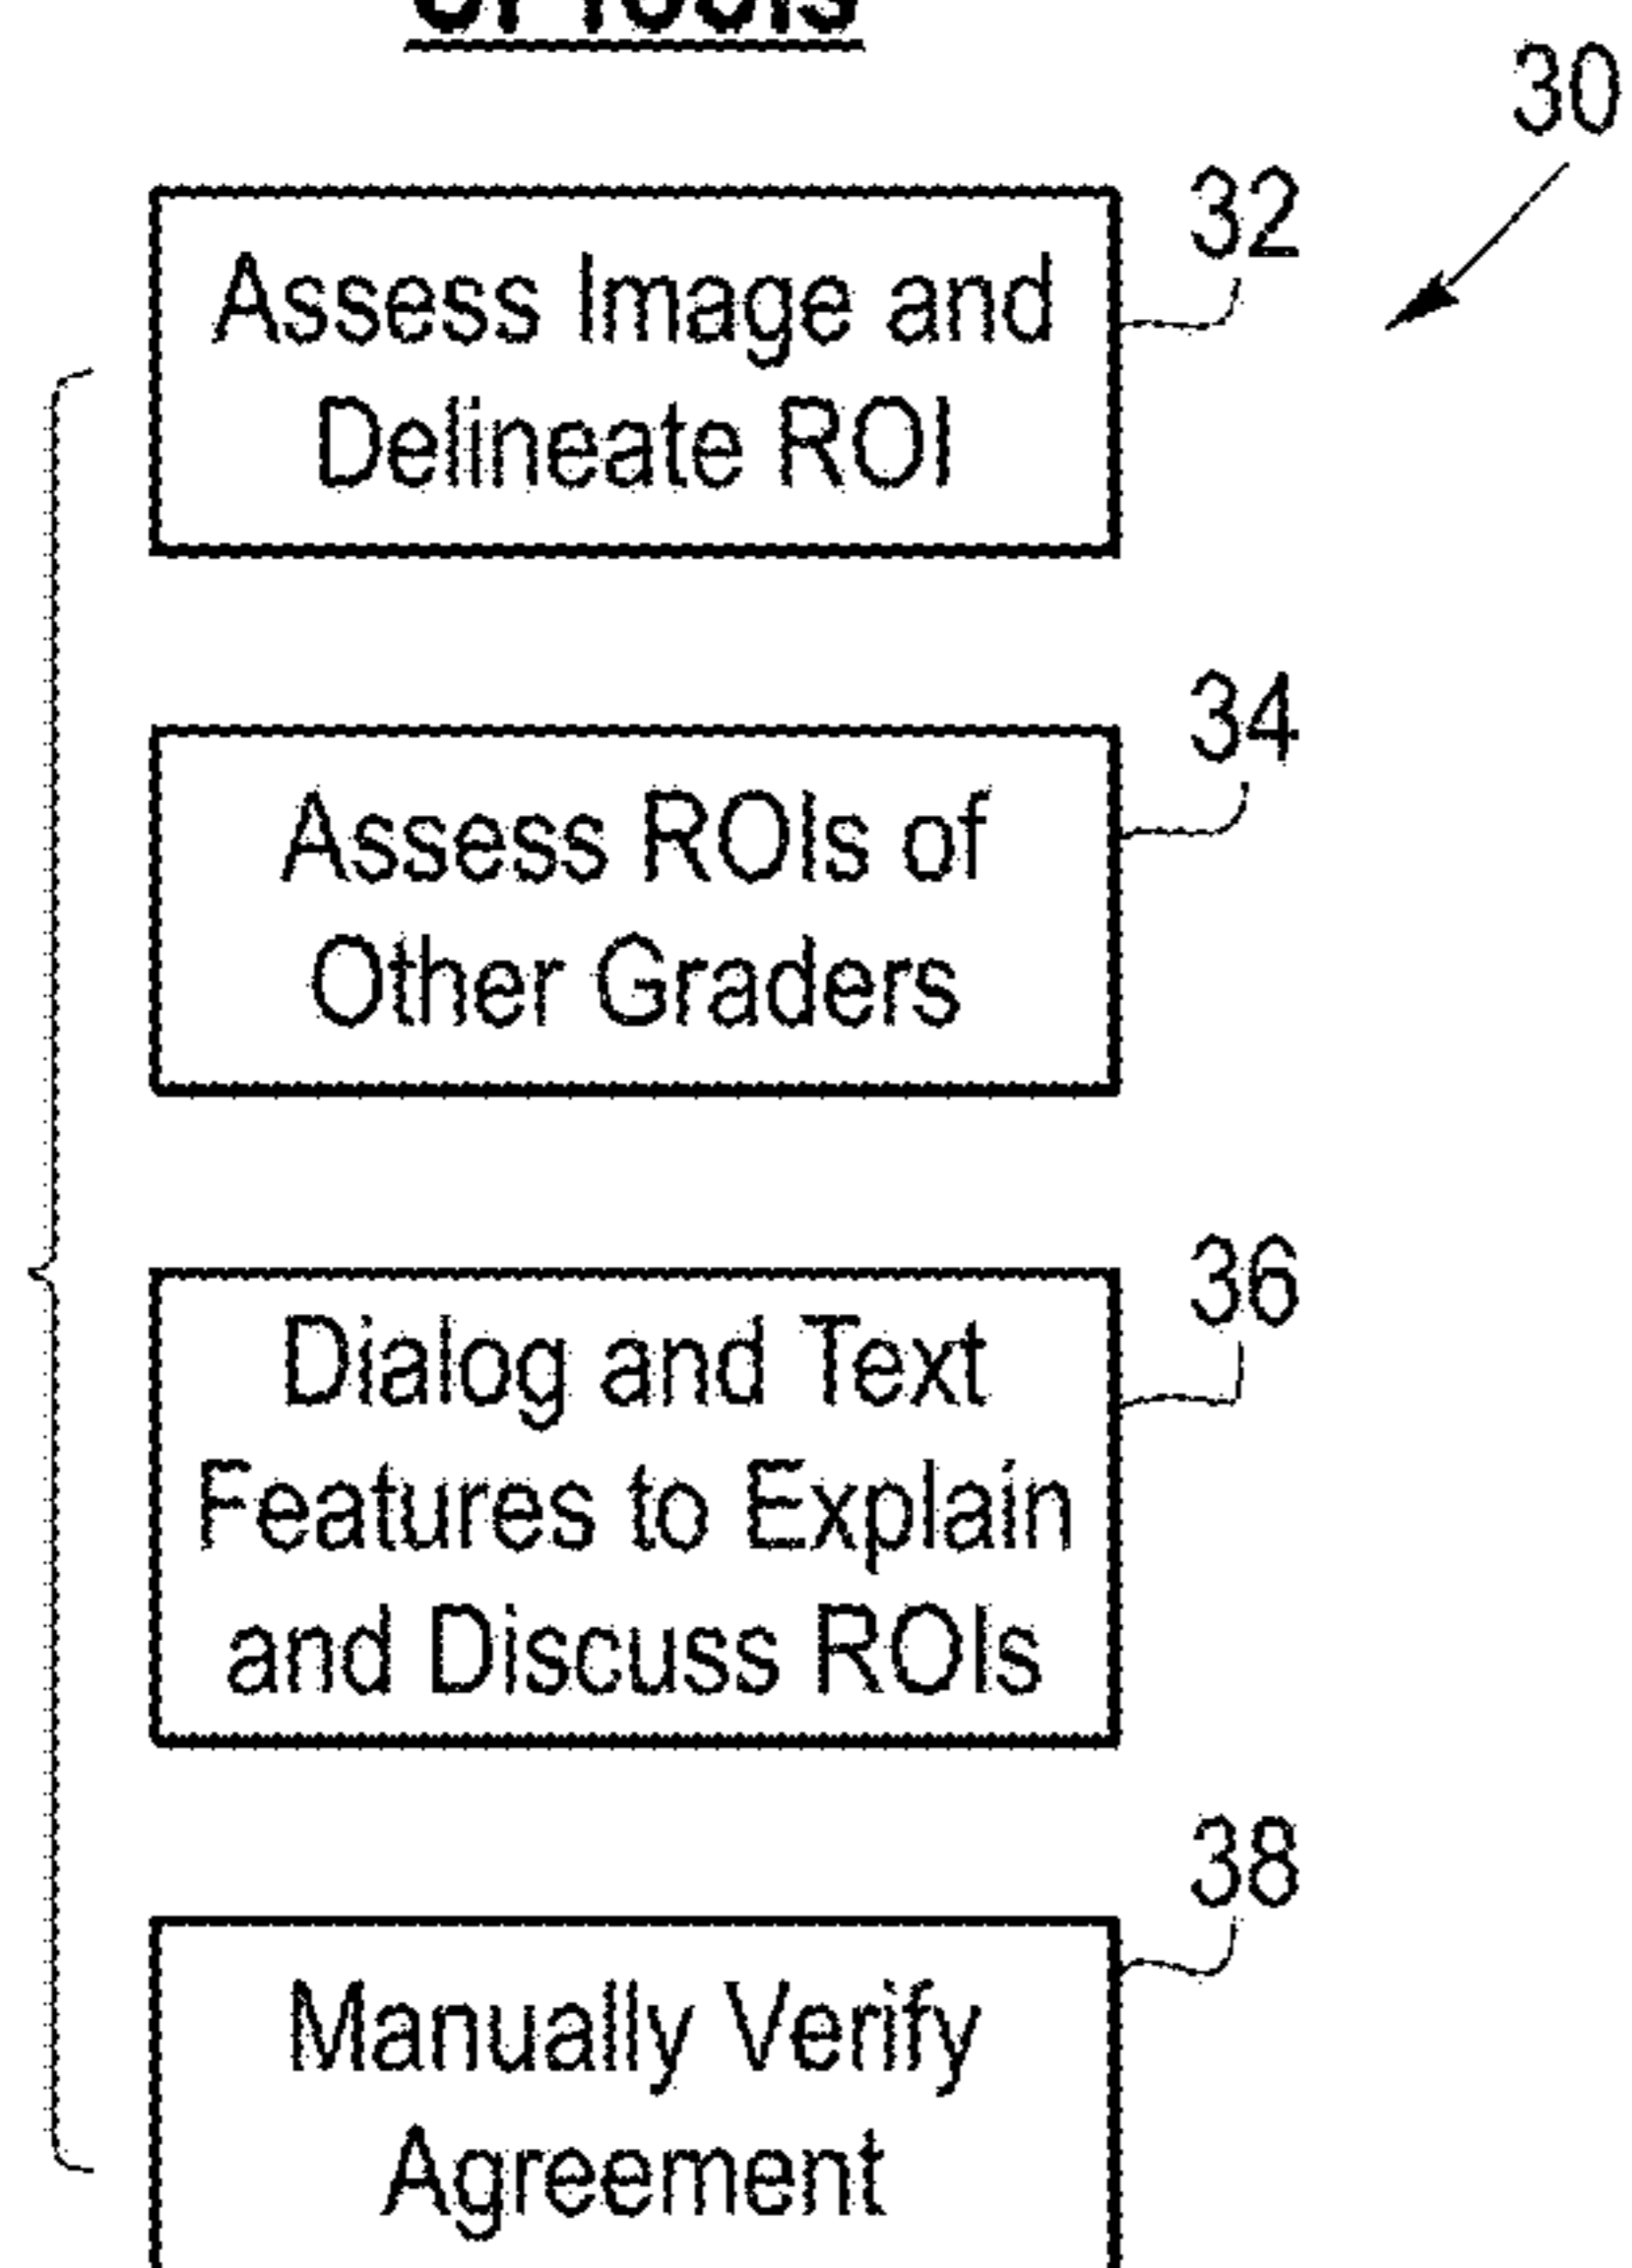 30
32
Assess Image and
Delineate ROI
34
Assess ROIs of
Other Graders
36
Dialog and Text
Features to Explain
and Discuss ROIs
38
Manually Verify
Agreement